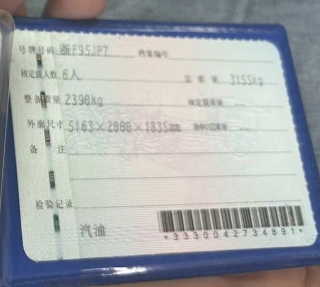 号牌号码 浙F95JP7 档案编号
核定载人数 6人 总质量 3155kg
整备质量 2390kg 核定载质量
外廓尺寸 5163×2000×1835mm
备注
检验记录
汽油
*3330042734891*